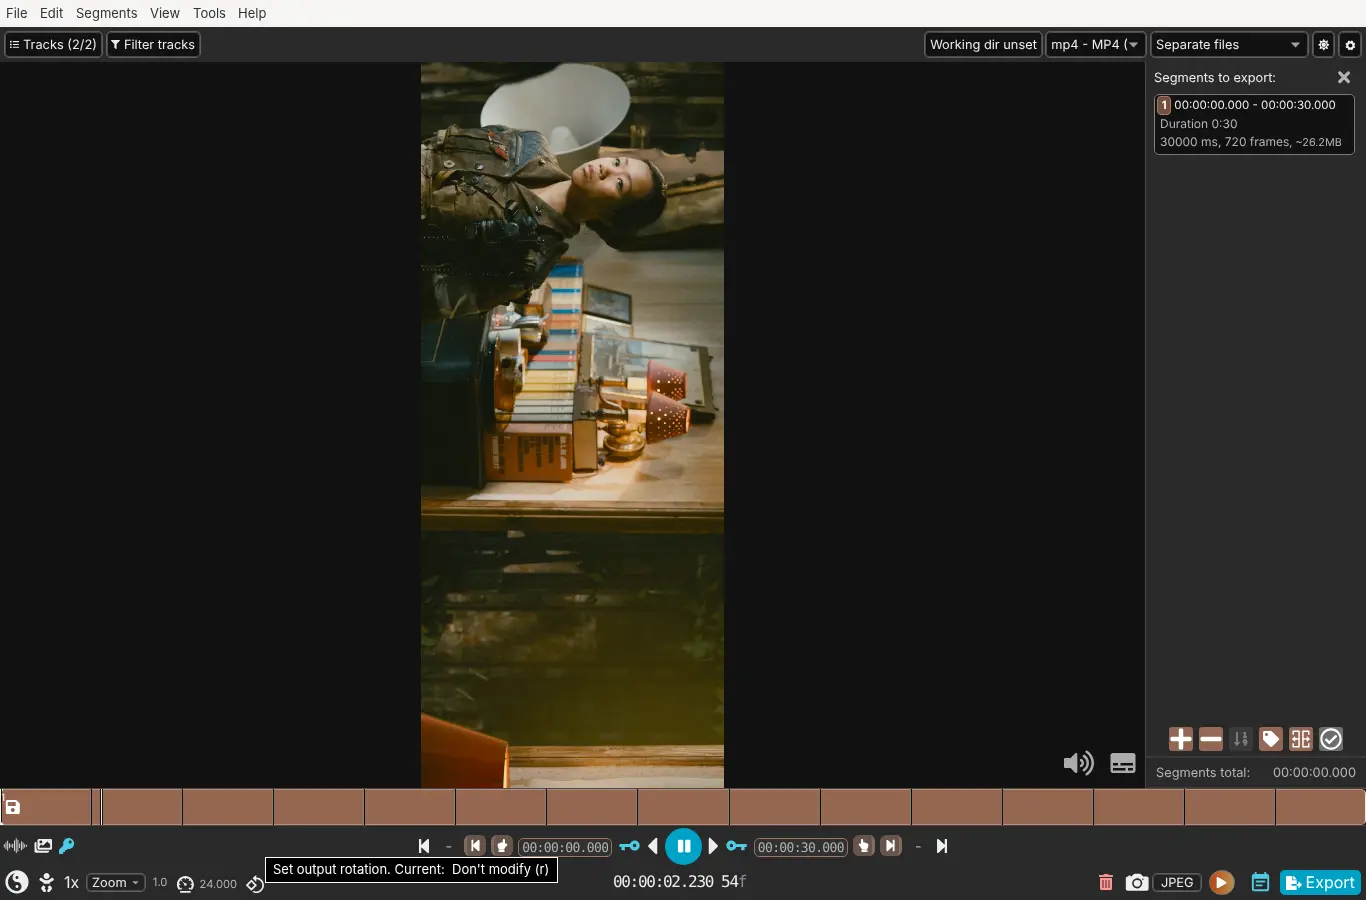 File Edit Segments View Tools Help
Tracks (2/2) Filter tracks Working dir unset mp4 - MP4 ( Separate files
Segments to export:
1 00:00:00.000 - 00:00:30.000
Duration 0:30
30000 ms, 720 frames, ~26.2MB
Segments total: 00:00:00.000
1
- 00:00:00.000 00:00:30.000 -
Set output rotation. Current: Don't modify (r)
1x Zoom 1.0 24.000 00:00:02.230 54f JPEG Export